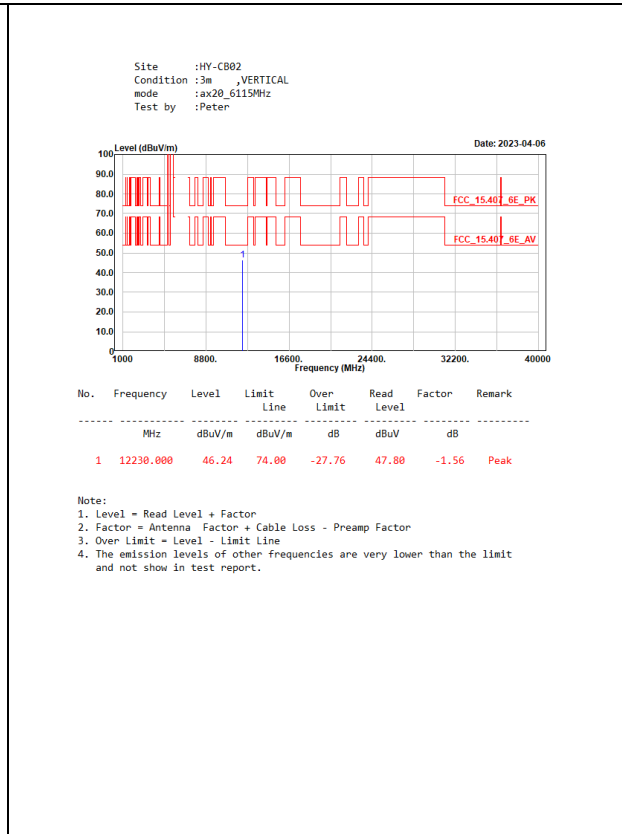 Site :HY-CB02
Condition :3m ,VERTICAL
mode :ax20_6115MHz
Test by :Peter
Level (dBuV/m) Date: 2023-04-06
100
90.0
80.0
70.0
60.0
50.0
40.0
30.0
20.0
10.0
0
FCC_15.407_6E_PK
FCC_15.407_6E_AV
1
1000 8800. 16600. 24400. 32200. 40000
Frequency (MHz)
No. Frequency Level Limit Over Read Factor Remark
Line Limit Level
------ ----------- -------- --------- --------- --------- --------- ---------
MHz dBuV/m dBuV/m dB dBuV dB
1 12230.000 46.24 74.00 -27.76 47.80 -1.56 Peak
Note:
1. Level = Read Level + Factor
2. Factor = Antenna Factor + Cable Loss - Preamp Factor
3. Over Limit = Level - Limit Line
4. The emission levels of other frequencies are very lower than the limit
and not show in test report.